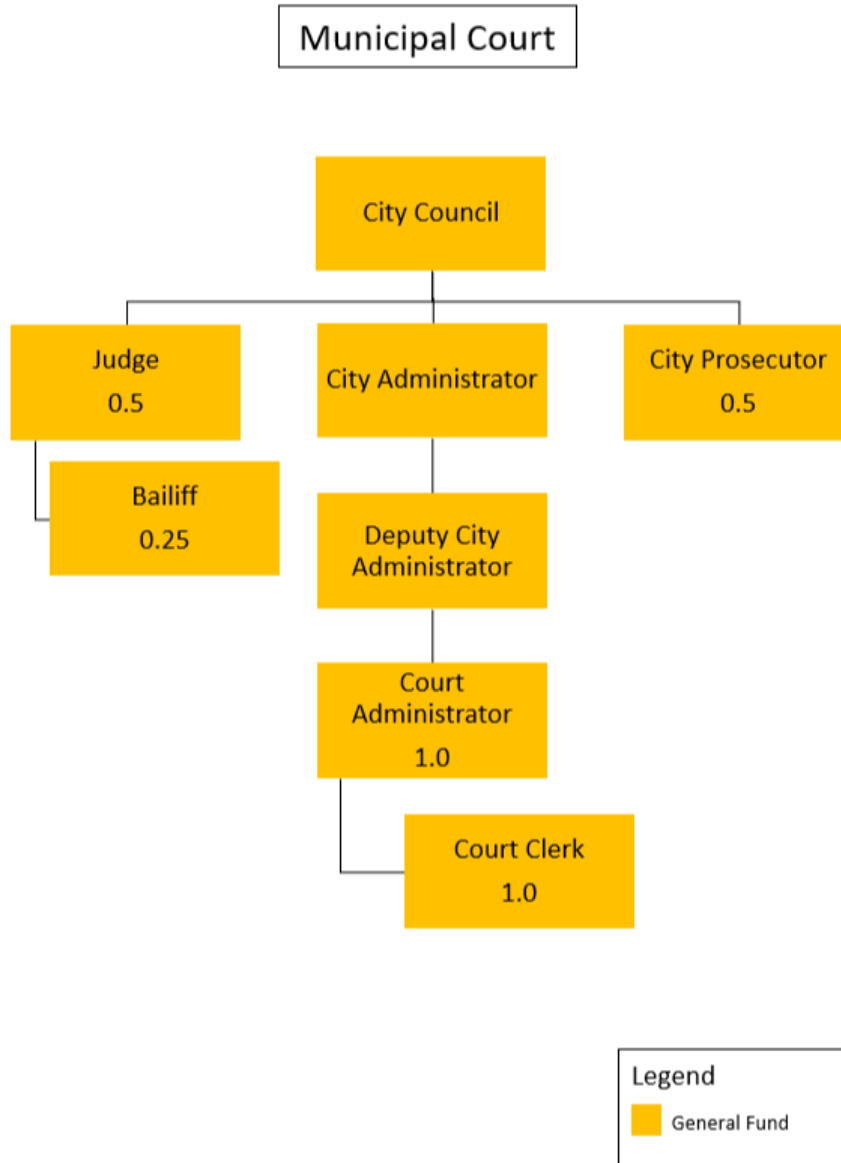 Municipal Court
City Council
Judge
0.5
City Administrator
City Prosecutor
0.5
Bailiff
0.25
Deputy City
Administrator
Court
Administrator
1.0
Court Clerk
1.0
Legend
General Fund